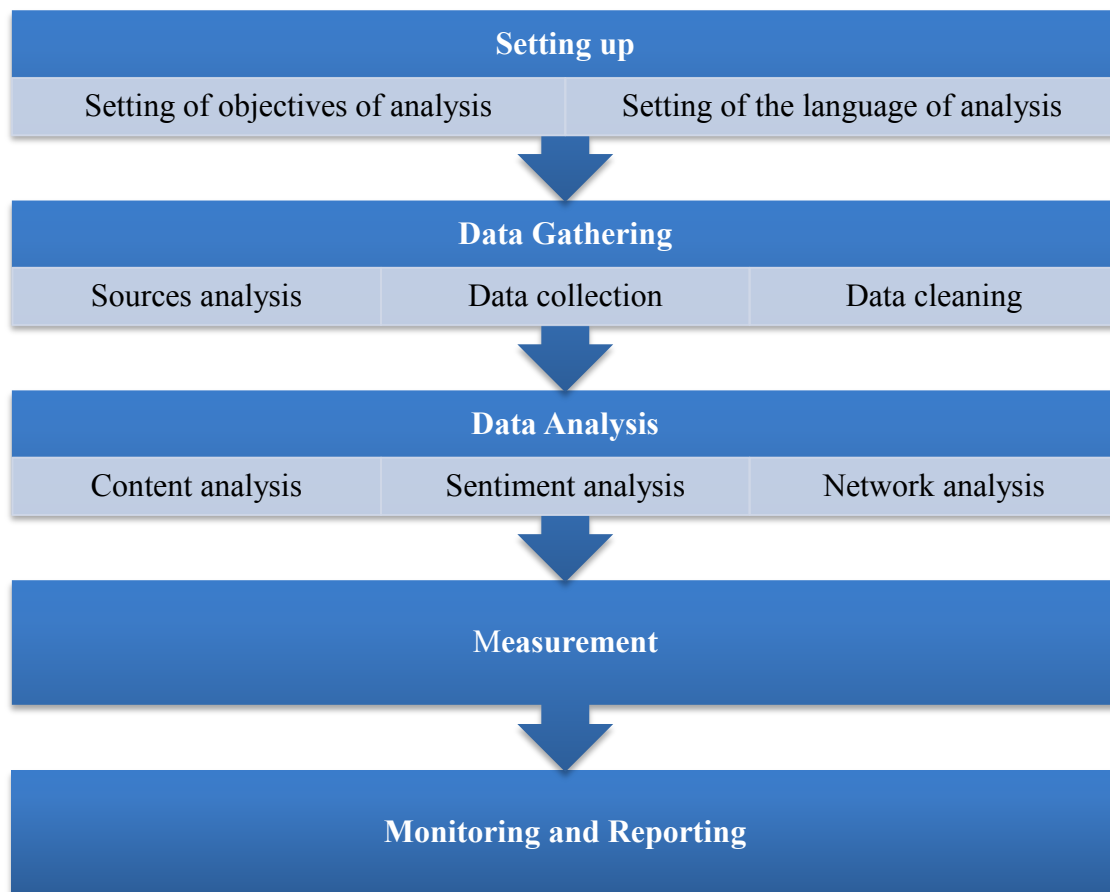 Setting up
Setting of objectives of analysis Setting of the language of analysis
Data Gathering
Sources analysis Data collection Data cleaning
Data Analysis
Content analysis Sentiment analysis Network analysis
Measurement
Monitoring and Reporting